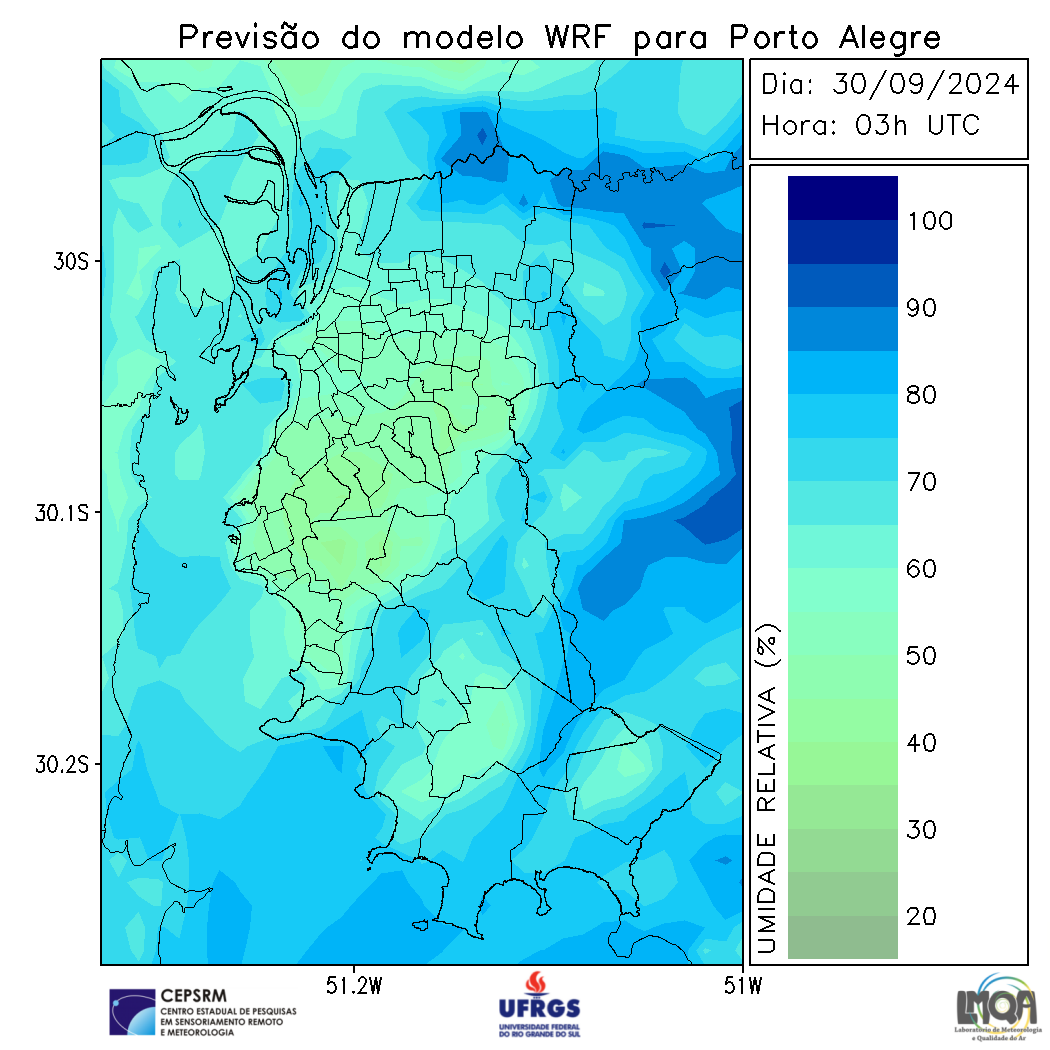 Previsão do modelo WRF para Porto Alegre
Dia: 30/09/2024
Hora: 03h UTC
30S
30.1S
30.2S
51.2W
51W
100
90
80
70
60
50
40
30
20
UMIDADE RELATIVA (%)
CEPSRM
CENTRO ESTADUAL DE PESQUISAS
EM SENSORIAMENTO REMOTO
E METEOROLOGIA
UFRGS
UNIVERSIDADE FEDERAL
DO RIO GRANDE DO SUL
LMQA
Laboratório de Meteorologia
e Qualidade do Ar